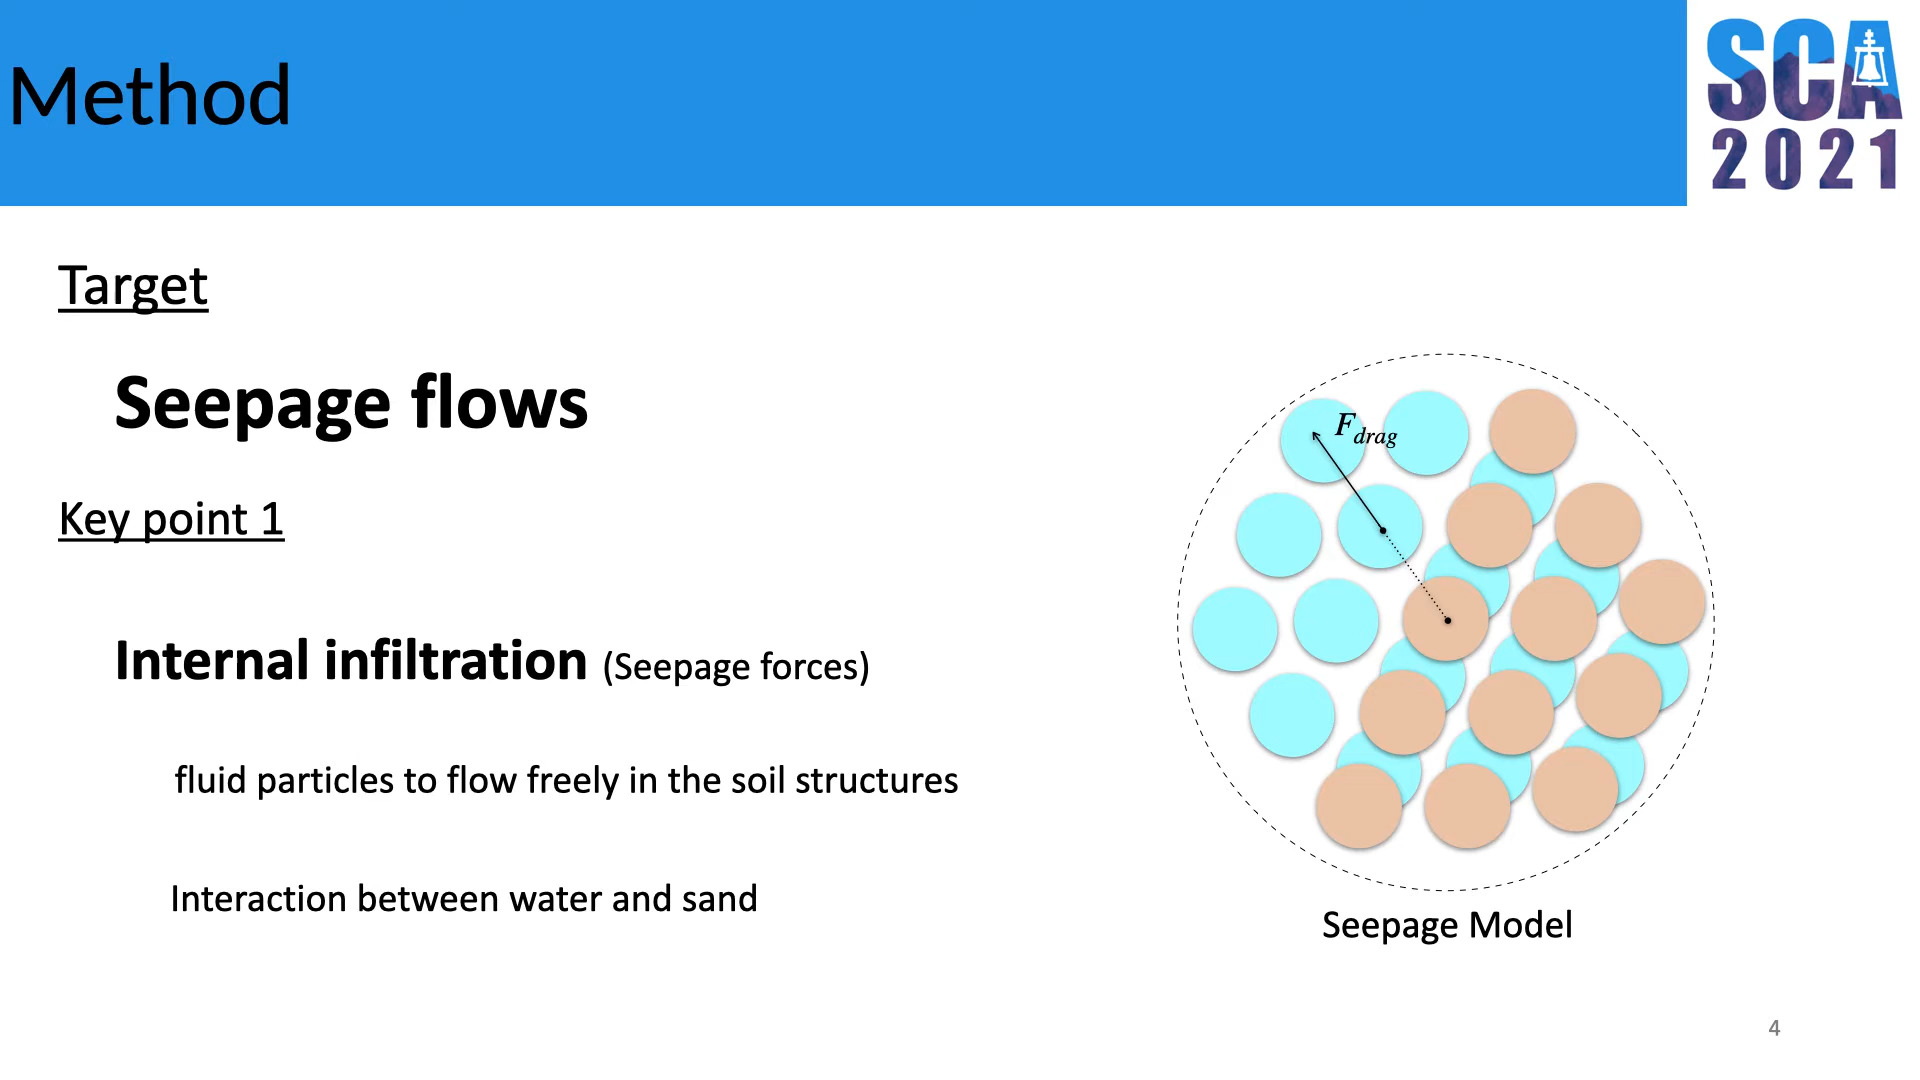 Method
SCA
2021
Target
Seepage flows
Key point 1
Internal infiltration (Seepage forces)
fluid particles to flow freely in the soil structures
Interaction between water and sand
F_drag
Seepage Model
4